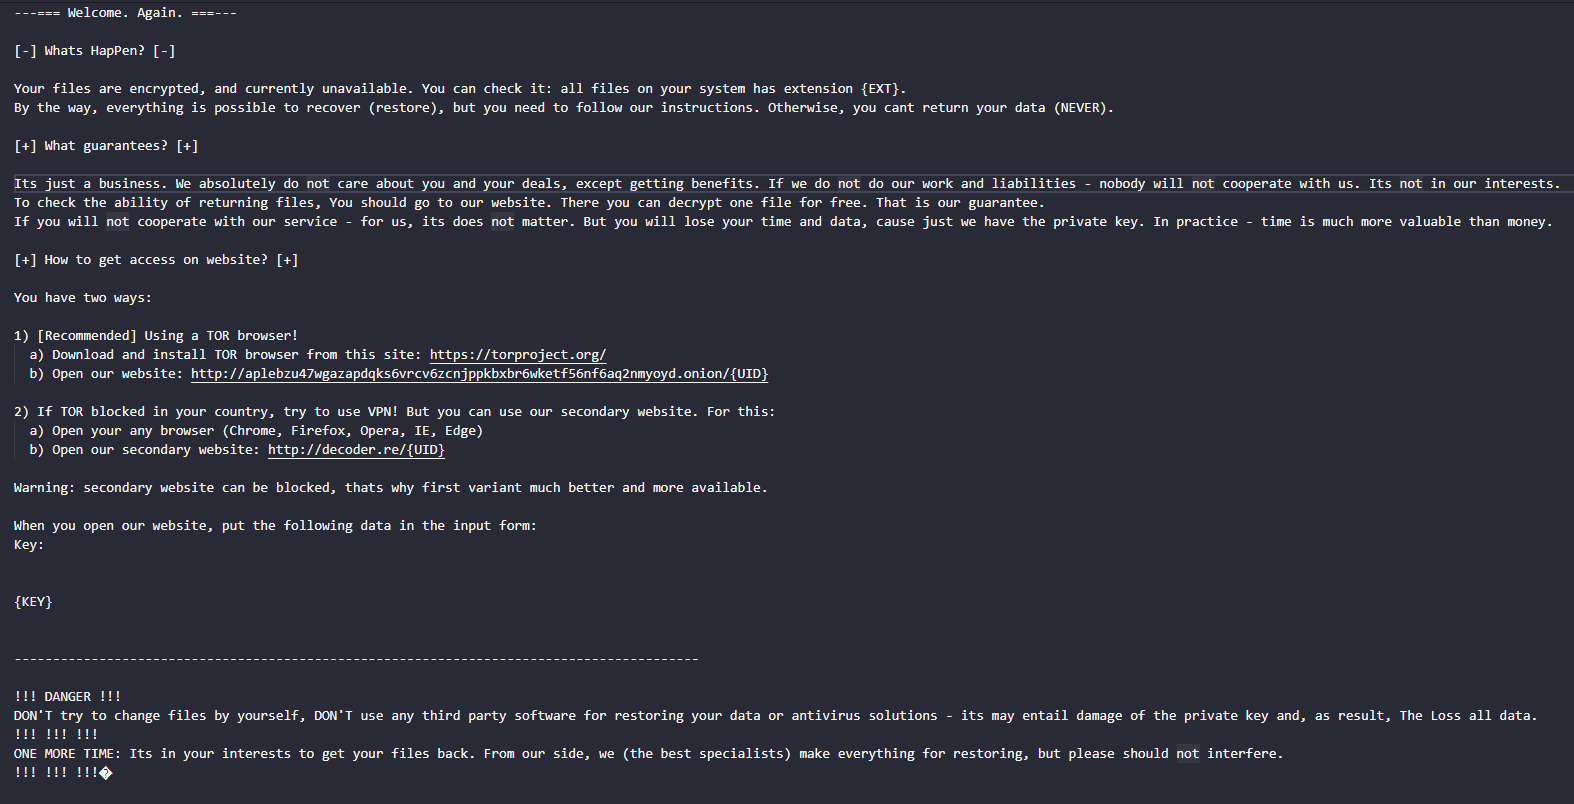 ---=== Welcome. Again. ===---
[-] Whats HapPen? [-]
Your files are encrypted, and currently unavailable. You can check it: all files on your system has extension {EXT}.
By the way, everything is possible to recover (restore), but you need to follow our instructions. Otherwise, you cant return your data (NEVER).
[+] What guarantees? [+]
Its just a business. We absolutely do not care about you and your deals, except getting benefits. If we do not do our work and liabilities - nobody will not cooperate with us. Its not in our interests.
To check the ability of returning files, You should go to our website. There you can decrypt one file for free. That is our guarantee.
If you will not cooperate with our service - for us, its does not matter. But you will lose your time and data, cause just we have the private key. In practice - time is much more valuable than money.
[+] How to get access on website? [+]
You have two ways:
1) [Recommended] Using a TOR browser!
a) Download and install TOR browser from this site: https://torproject.org/
b) Open our website: http://aplebzu47wgazapdqks6vrcv6zcnjppkbxbr6wketf56nf6aq2nmyoyd.onion/{UID}
2) If TOR blocked in your country, try to use VPN! But you can use our secondary website. For this:
a) Open your any browser (Chrome, Firefox, Opera, IE, Edge)
b) Open our secondary website: http://decoder.re/{UID}
Warning: secondary website can be blocked, thats why first variant much better and more available.
When you open our website, put the following data in the input form:
Key:
{KEY}
-----------------------------------------------------------------------------------------
!!! DANGER !!!
DON'T try to change files by yourself, DON'T use any third party software for restoring your data or antivirus solutions - its may entail damage of the private key and, as result, The Loss all data.
!!! !!! !!!
ONE MORE TIME: Its in your interests to get your files back. From our side, we (the best specialists) make everything for restoring, but please should not interfere.
!!! !!! !!!�